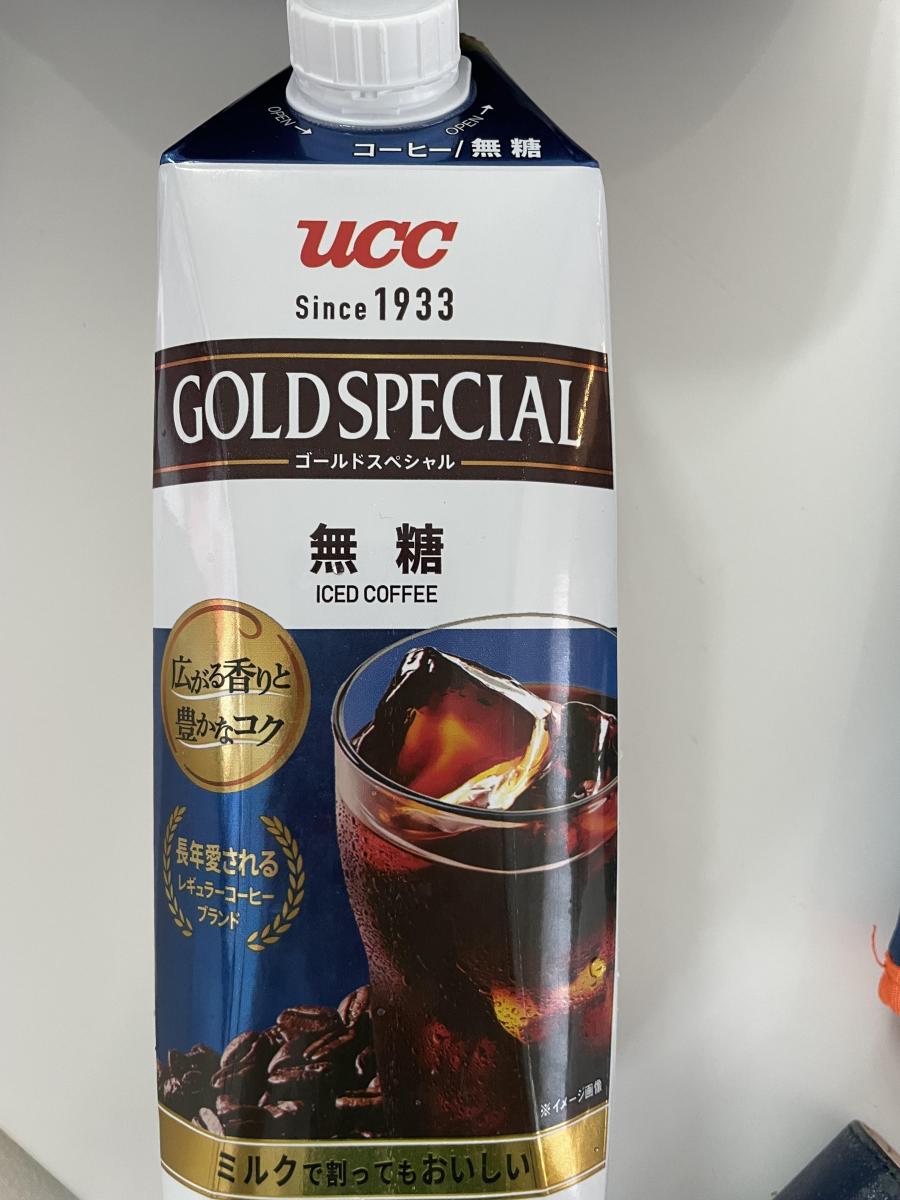 OPEN→
OPEN→
コーヒー/無糖
UCC
Since 1933
GOLD SPECIAL
ゴールドスペシャル
無糖
ICED COFFEE
広がる香りと
豊かなコク
長年愛される
レギュラーコーヒー
ブランド
※イメージ画像
ミルクで割ってもおいしい